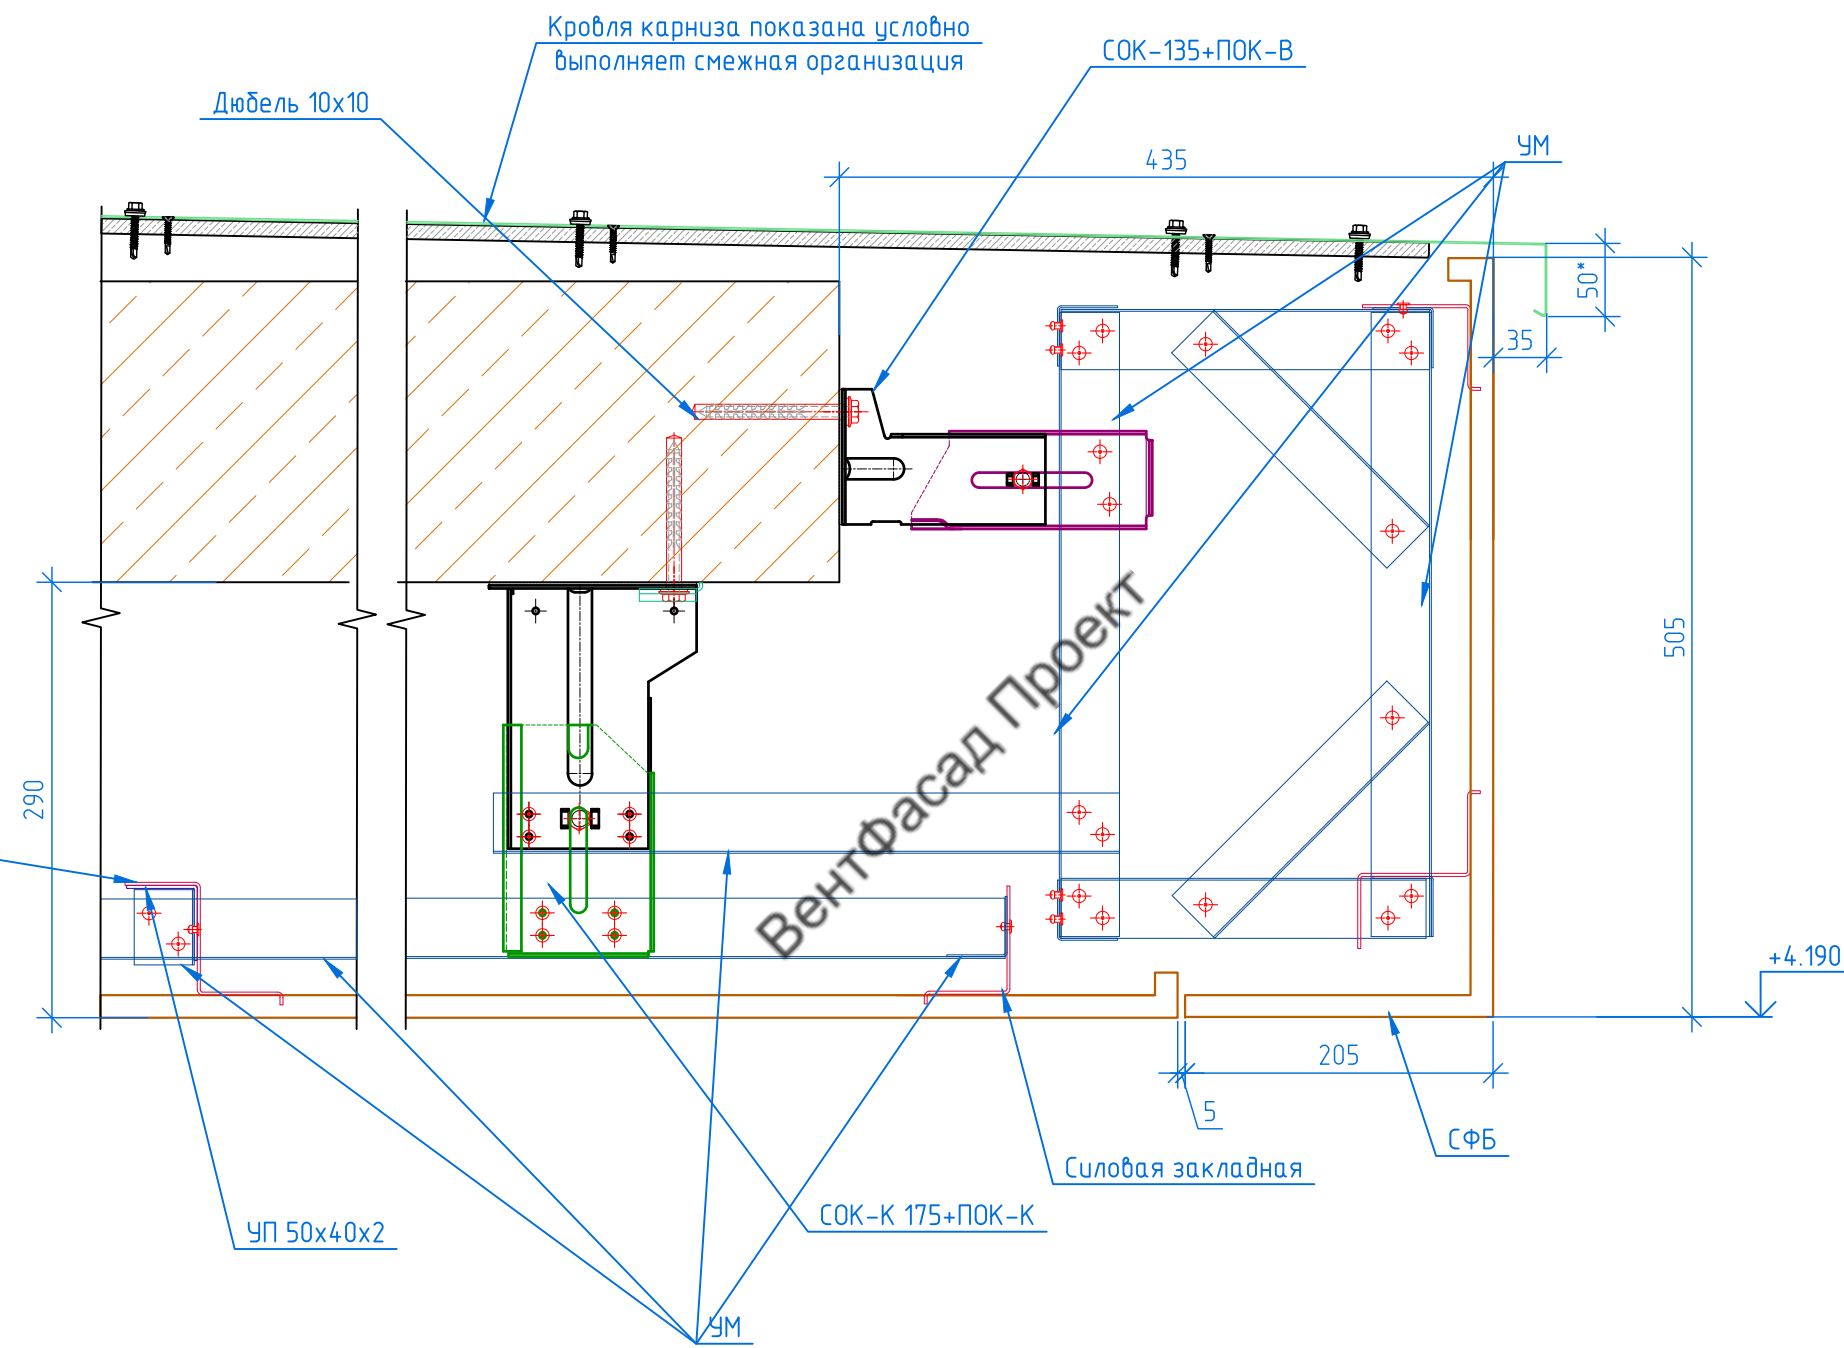 Кровля карниза показана условно
выполняет смежная организация
СОК-135+ПОК-В
Дюбель 10х10
УМ
435
50*
35
505
290
ВентФасад Проект
+4.190
205
5
СФБ
Силовая закладная
СОК-К 175+ПОК-К
УП 50х40х2
УМ